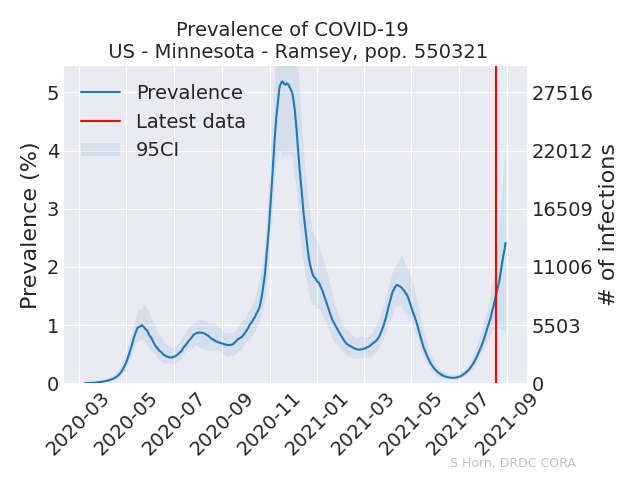 Prevalence of COVID-19
US - Minnesota - Ramsey, pop. 550321
Prevalence
Latest data
95CI
Prevalence (%)
5
4
3
2
1
0
27516
22012
16509
11006
5503
0
# of infections
2020-03
2020-05
2020-07
2020-09
2020-11
2021-01
2021-03
2021-05
2021-07
2021-09
S Horn, DRDC CORA